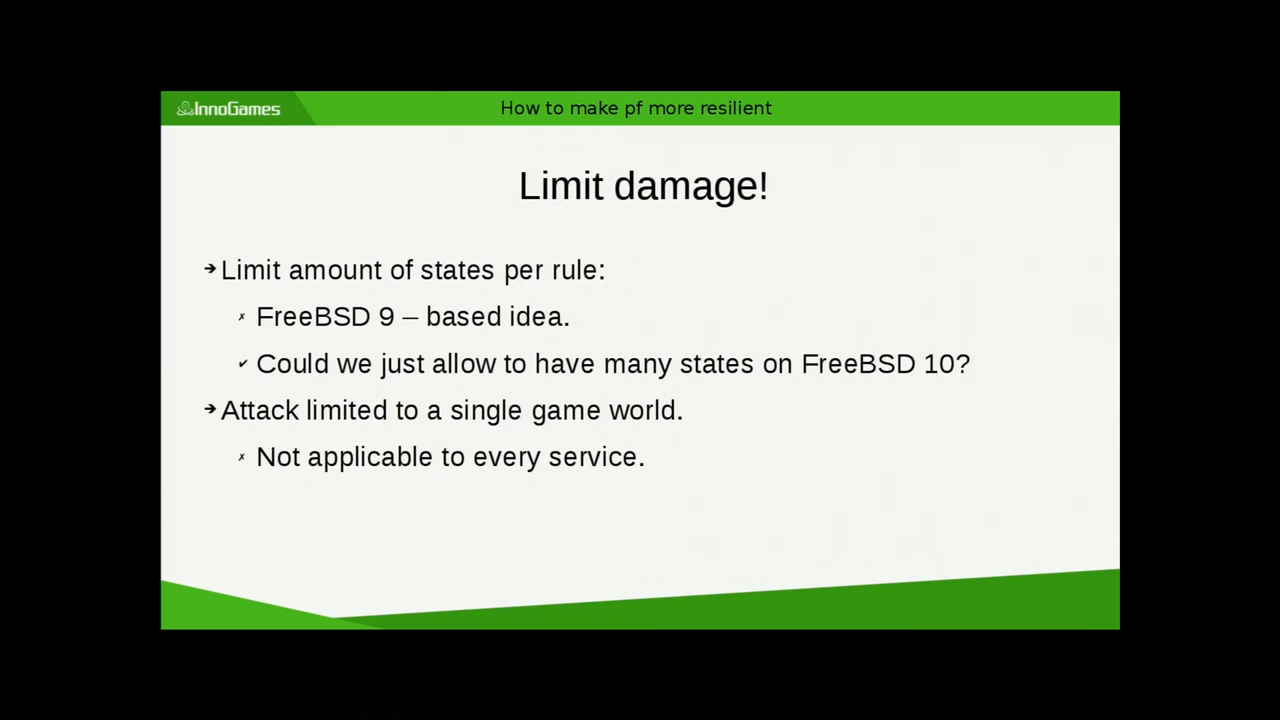 InnoGames
How to make pf more resilient
Limit damage!
➔Limit amount of states per rule:
✗ FreeBSD 9 – based idea.
✔ Could we just allow to have many states on FreeBSD 10?
➔Attack limited to a single game world.
✗ Not applicable to every service.